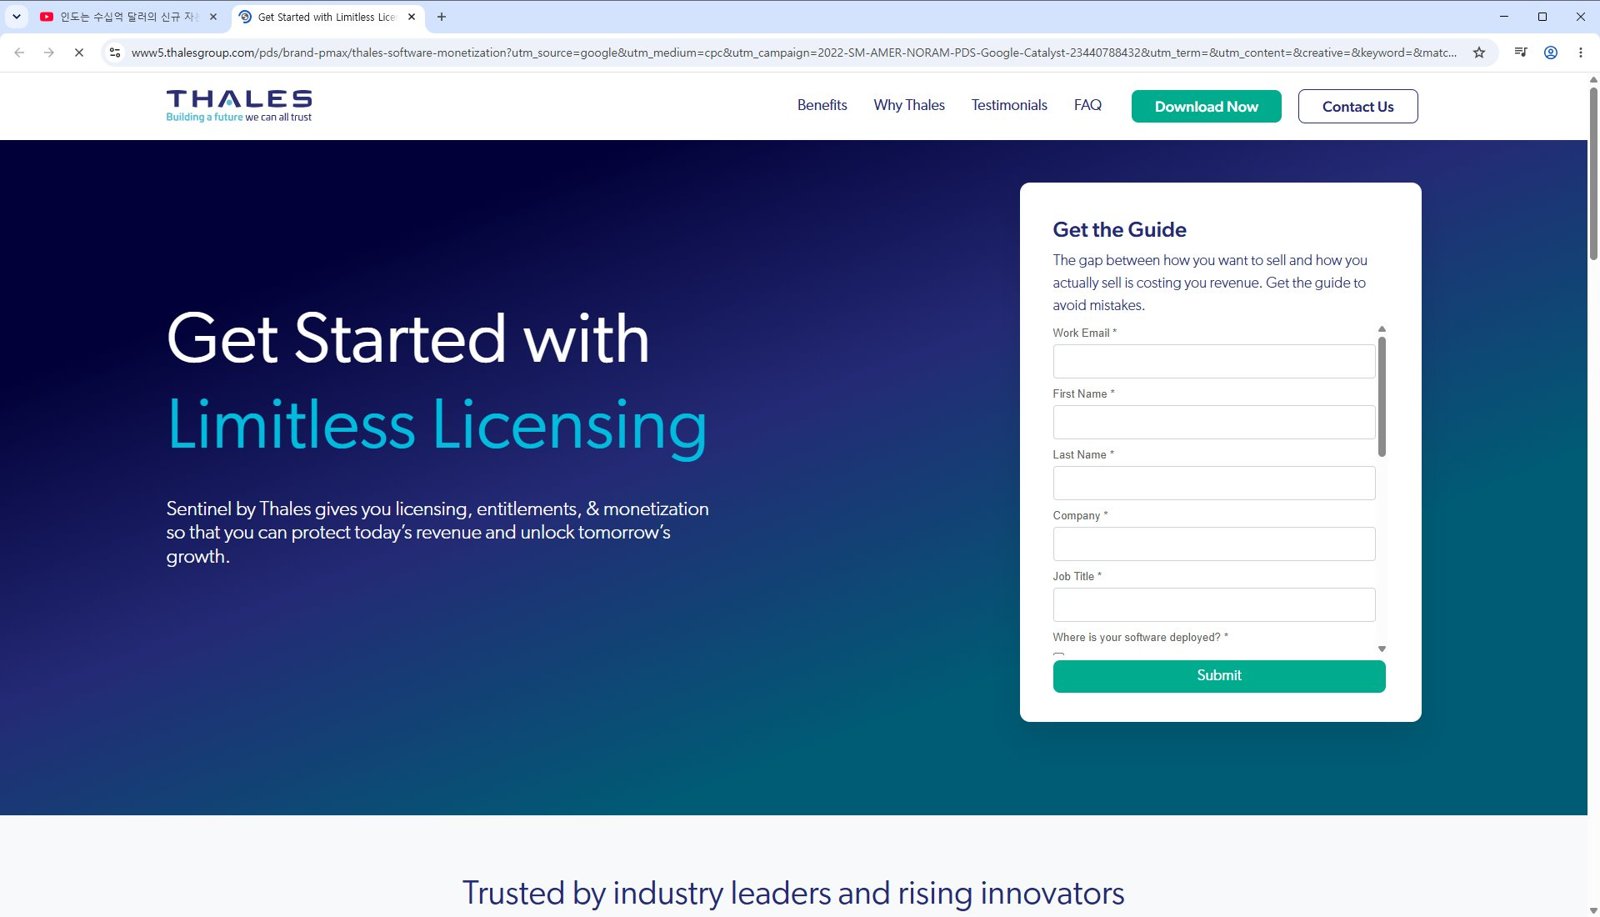 인도는 수십억 달러의 신규 자
Get Started with Limitless Lice
www5.thalesgroup.com/pds/brand-pmax/thales-software-monetization?utm_source=google&utm_medium=cpc&utm_campaign=2022-SM-AMER-NORAM-PDS-Google-Catalyst-23440788432&utm_term=&utm_content=&creative=&keyword=&matc...
THALES
Building a future we can all trust
Benefits
Why Thales
Testimonials
FAQ
Download Now
Contact Us
Get Started with
Limitless Licensing
Sentinel by Thales gives you licensing, entitlements, & monetization
so that you can protect today’s revenue and unlock tomorrow’s
growth.
Get the Guide
The gap between how you want to sell and how you
actually sell is costing you revenue. Get the guide to
avoid mistakes.
Work Email *
First Name *
Last Name *
Company *
Job Title *
Where is your software deployed? *
Submit
Trusted by industry leaders and rising innovators